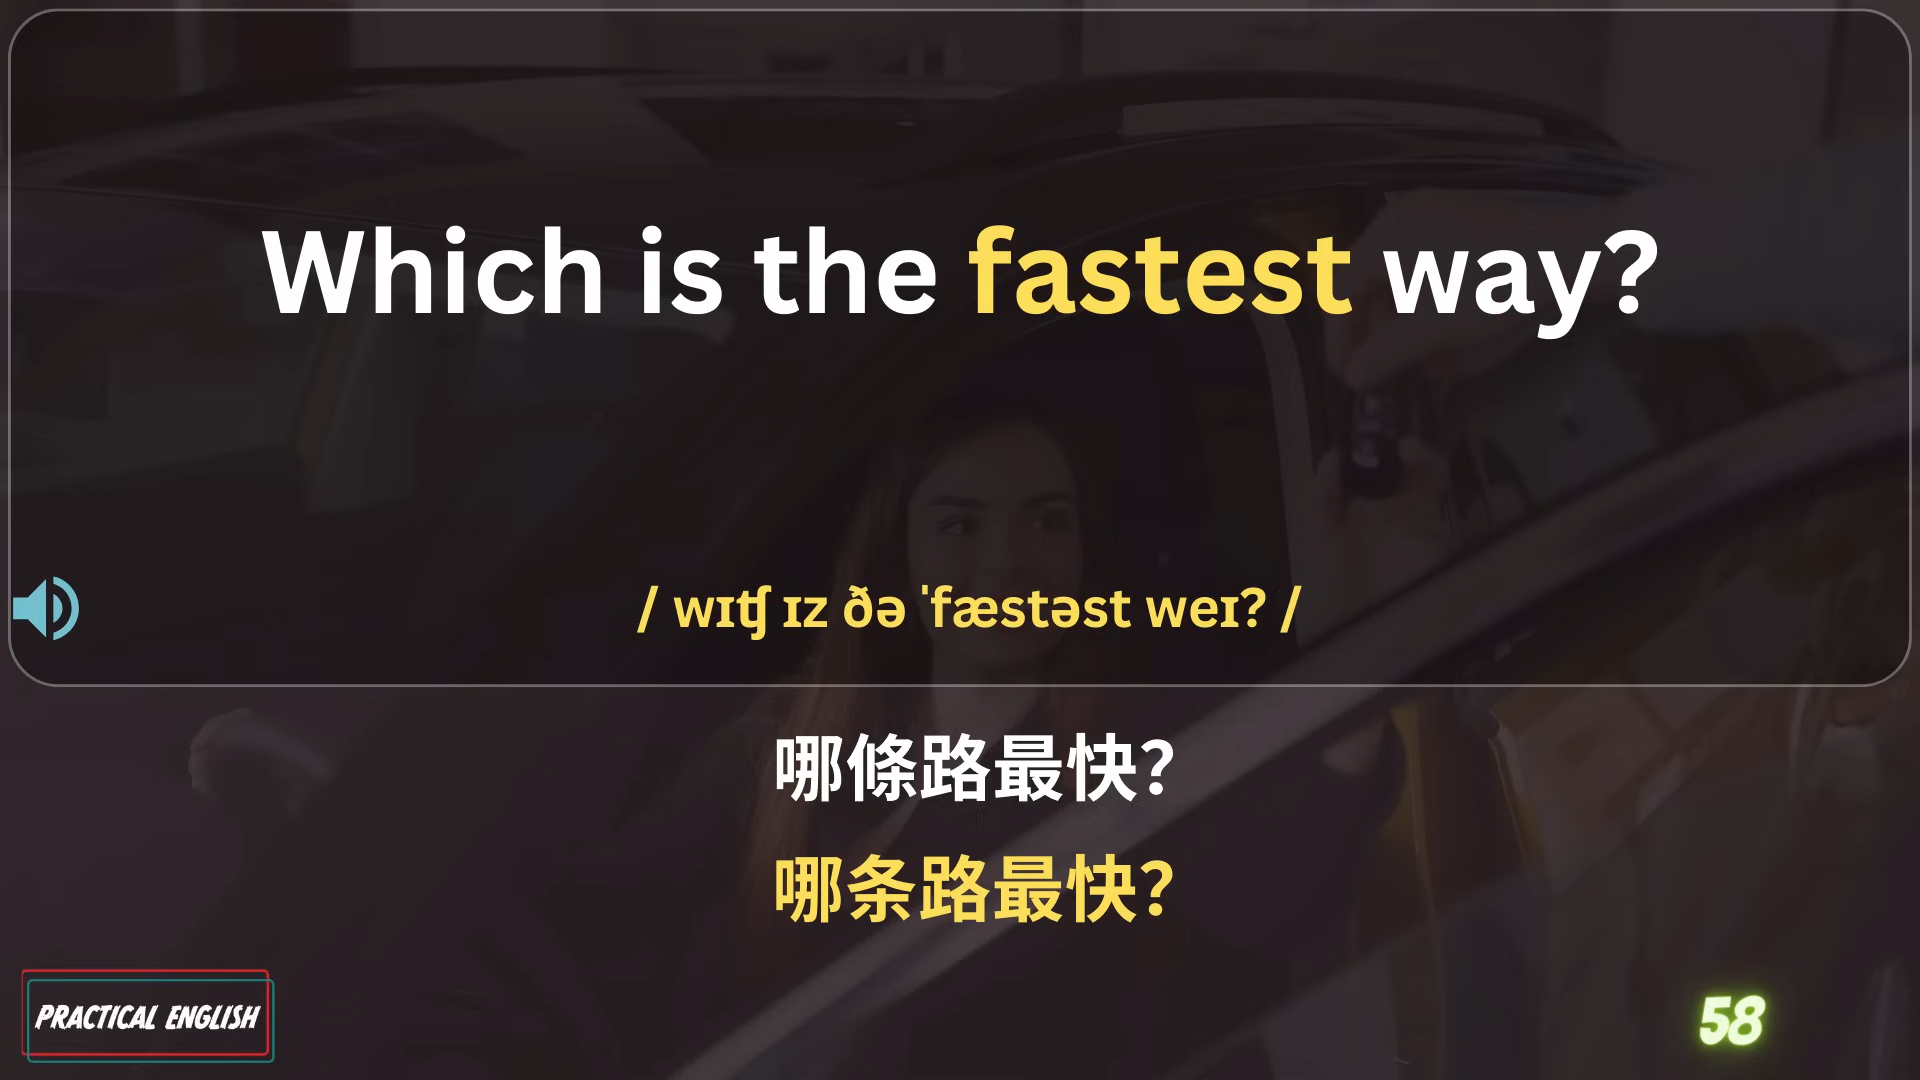 Which is the fastest way?
/ wɪʧ ɪz ðə ˈfæstəst weɪ? /
哪條路最快?
哪条路最快?
PRACTICAL ENGLISH
58